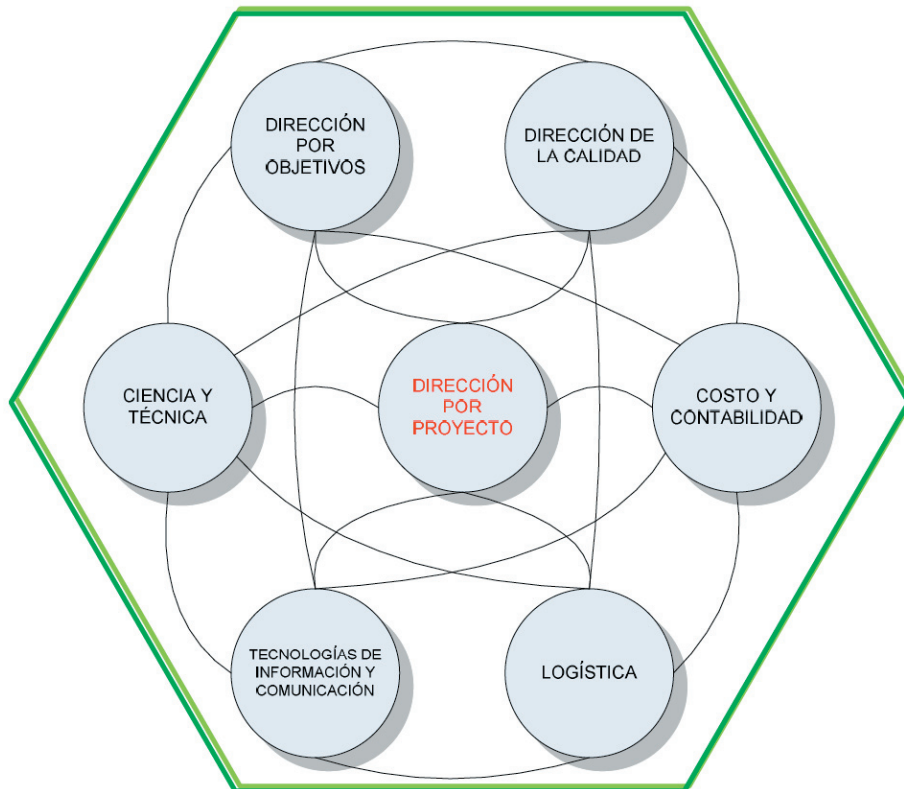 DIRECCIÓN
POR
OBJETIVOS
DIRECCIÓN DE
LA CALIDAD
CIENCIA Y
TÉCNICA
DIRECCIÓN
POR
PROYECTO
COSTO Y
CONTABILIDAD
TECNOLOGÍAS DE
INFORMACIÓN Y
COMUNICACIÓN
LOGÍSTICA